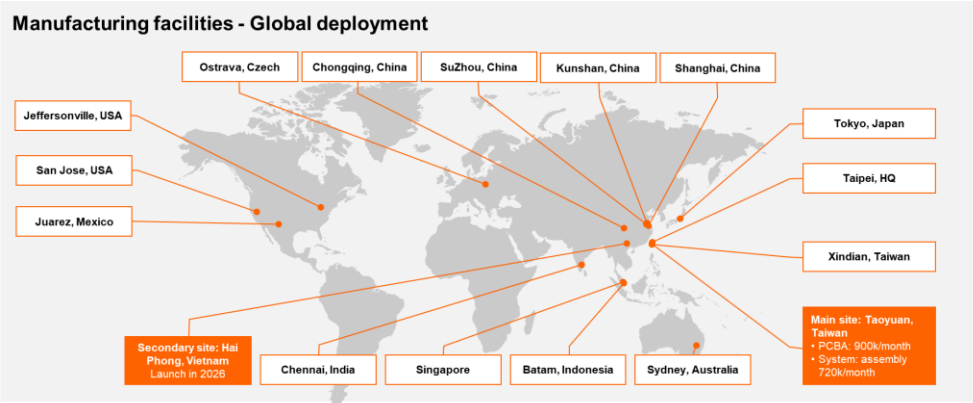 Manufacturing facilities - Global deployment
Ostrava, Czech
Chongqing, China
SuZhou, China
Kunshan, China
Shanghai, China
Jeffersonville, USA
Tokyo, Japan
San Jose, USA
Taipei, HQ
Juarez, Mexico
Xindian, Taiwan
Main site: Taoyuan,
Taiwan
• PCBA: 900k/month
• System: assembly
720k/month
Secondary site: Hai
Phong, Vietnam
Launch in 2026
Chennai, India
Singapore
Batam, Indonesia
Sydney, Australia